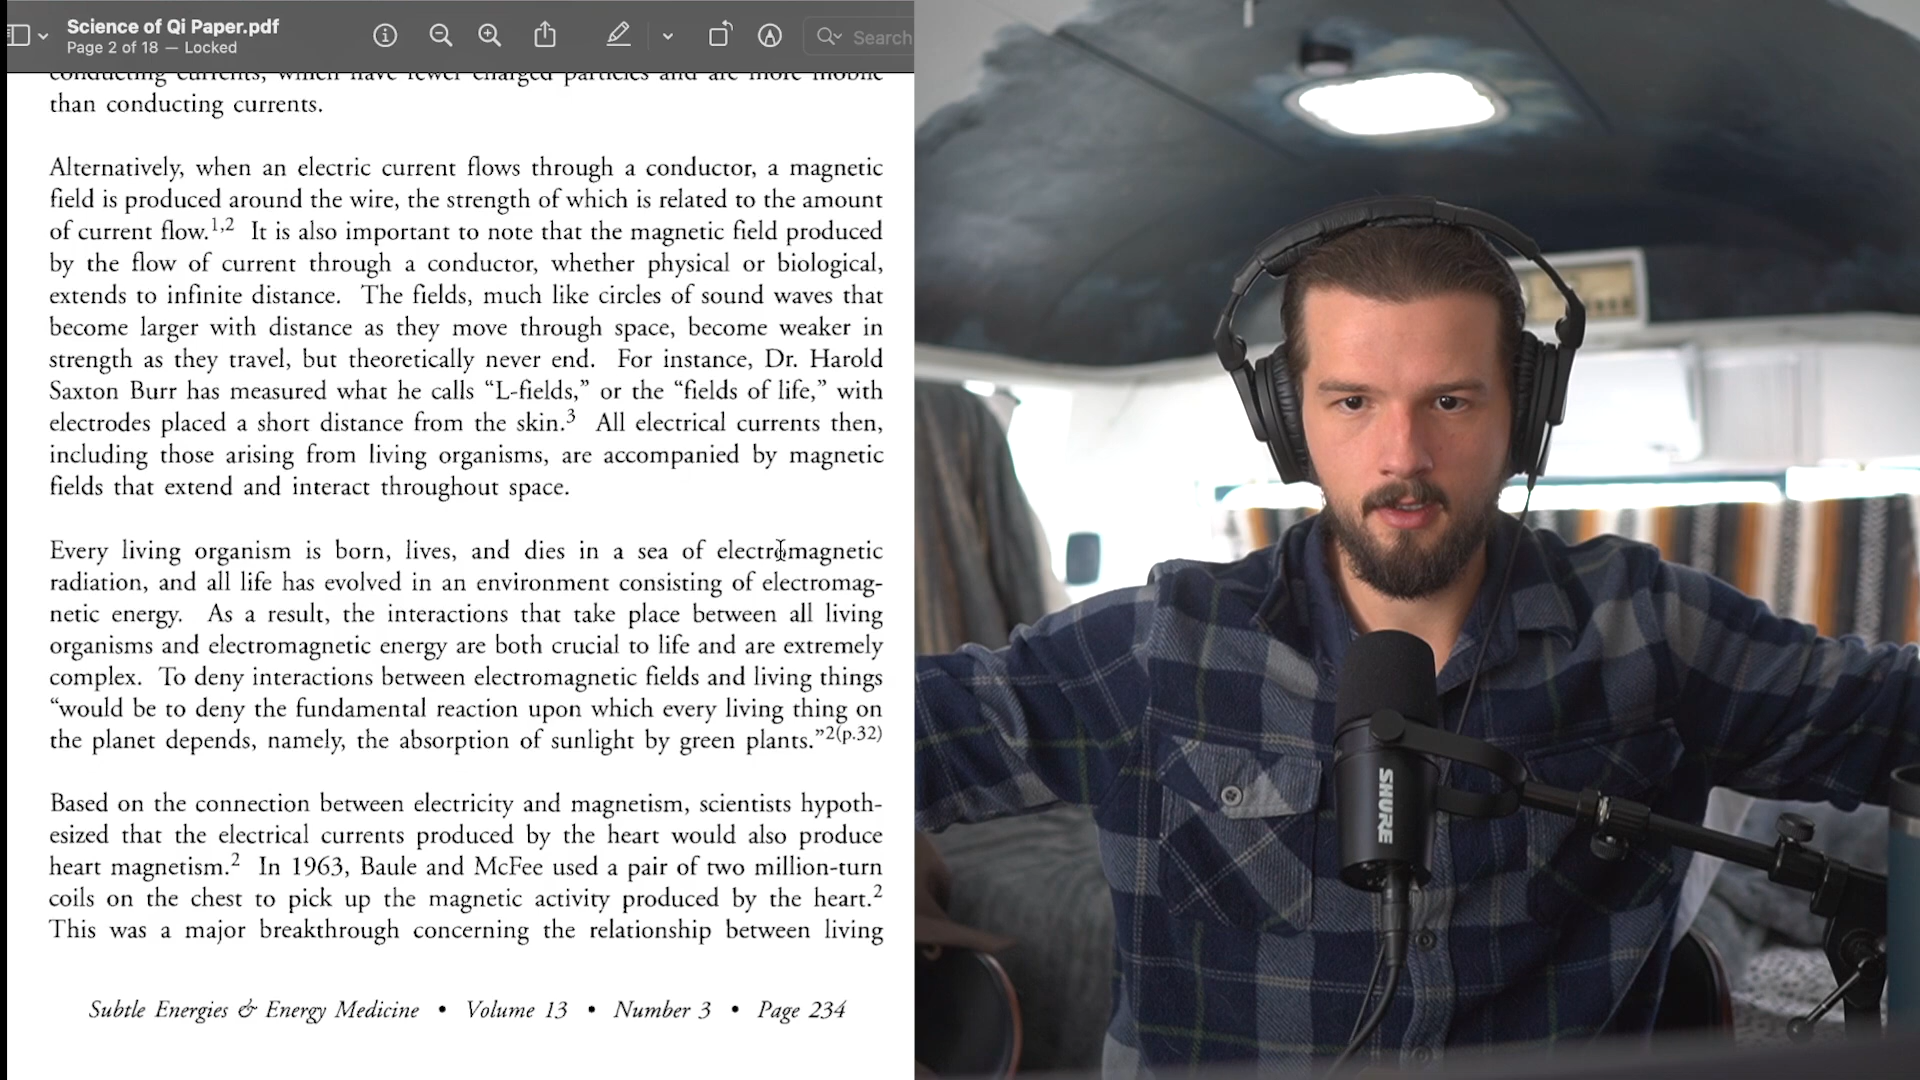 Science of Qi Paper.pdf
Page 2 of 18 — Locked
Search
conducting currents, which have fewer charged particles and are more mobile
than conducting currents.
Alternatively, when an electric current flows through a conductor, a magnetic
field is produced around the wire, the strength of which is related to the amount
of current flow.1,2 It is also important to note that the magnetic field produced
by the flow of current through a conductor, whether physical or biological,
extends to infinite distance. The fields, much like circles of sound waves that
become larger with distance as they move through space, become weaker in
strength as they travel, but theoretically never end. For instance, Dr. Harold
Saxton Burr has measured what he calls “L-fields,” or the “fields of life,” with
electrodes placed a short distance from the skin.3 All electrical currents then,
including those arising from living organisms, are accompanied by magnetic
fields that extend and interact throughout space.
Every living organism is born, lives, and dies in a sea of electromagnetic
radiation, and all life has evolved in an environment consisting of electromag-
netic energy. As a result, the interactions that take place between all living
organisms and electromagnetic energy are both crucial to life and are extremely
complex. To deny interactions between electromagnetic fields and living things
“would be to deny the fundamental reaction upon which every living thing on
the planet depends, namely, the absorption of sunlight by green plants.”2(p.32)
Based on the connection between electricity and magnetism, scientists hypoth-
esized that the electrical currents produced by the heart would also produce
heart magnetism.2 In 1963, Baule and McFee used a pair of two million-turn
coils on the chest to pick up the magnetic activity produced by the heart.2
This was a major breakthrough concerning the relationship between living
Subtle Energies & Energy Medicine • Volume 13 • Number 3 • Page 234
SHURE